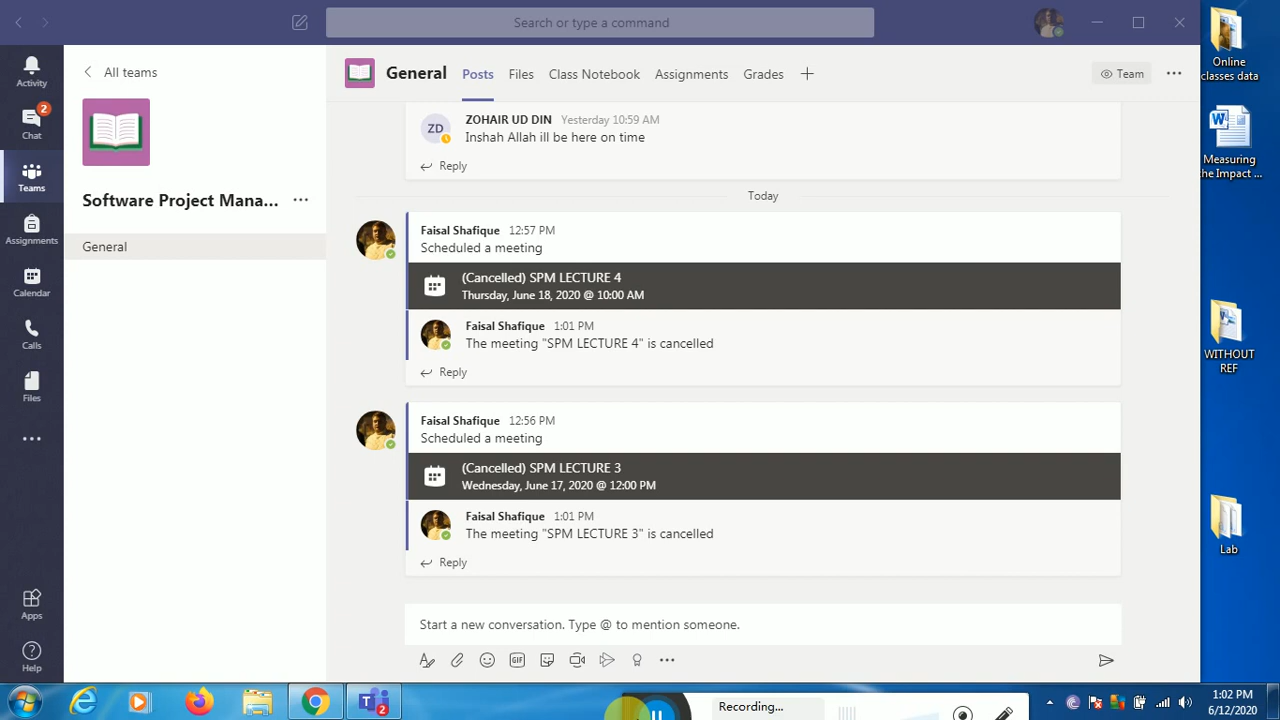 Search or type a command
Activity
2
Chat
Teams
Assignments
Calendar
Calls
Files
Apps
Help
All teams
Software Project Mana...
General
General
Posts
Files
Class Notebook
Assignments
Grades
Team
ZD
ZOHAIR UD DIN Yesterday 10:59 AM
Inshah Allah ill be here on time
Reply
Today
Faisal Shafique 12:57 PM
Scheduled a meeting
(Cancelled) SPM LECTURE 4
Thursday, June 18, 2020 @ 10:00 AM
Faisal Shafique 1:01 PM
The meeting "SPM LECTURE 4" is cancelled
Reply
Faisal Shafique 12:56 PM
Scheduled a meeting
(Cancelled) SPM LECTURE 3
Wednesday, June 17, 2020 @ 12:00 PM
Faisal Shafique 1:01 PM
The meeting "SPM LECTURE 3" is cancelled
Reply
Start a new conversation. Type @ to mention someone.
GIF
Online
classes data
Measuring
the Impact ...
WITHOUT
REF
Lab
2
Recording...
1:02 PM
6/12/2020